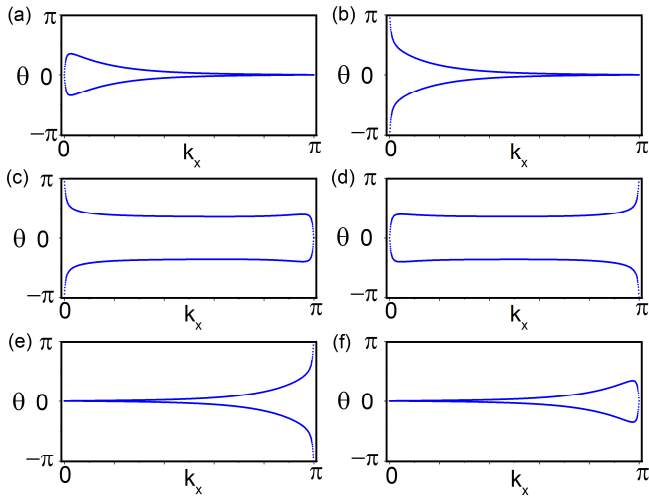 (a) π (b) π
θ 0 θ 0
−π −π
0 kₓ π 0 kₓ π
(c) π (d) π
θ 0 θ 0
−π −π
0 kₓ π 0 kₓ π
(e) π (f) π
θ 0 θ 0
−π −π
0 kₓ π 0 kₓ π